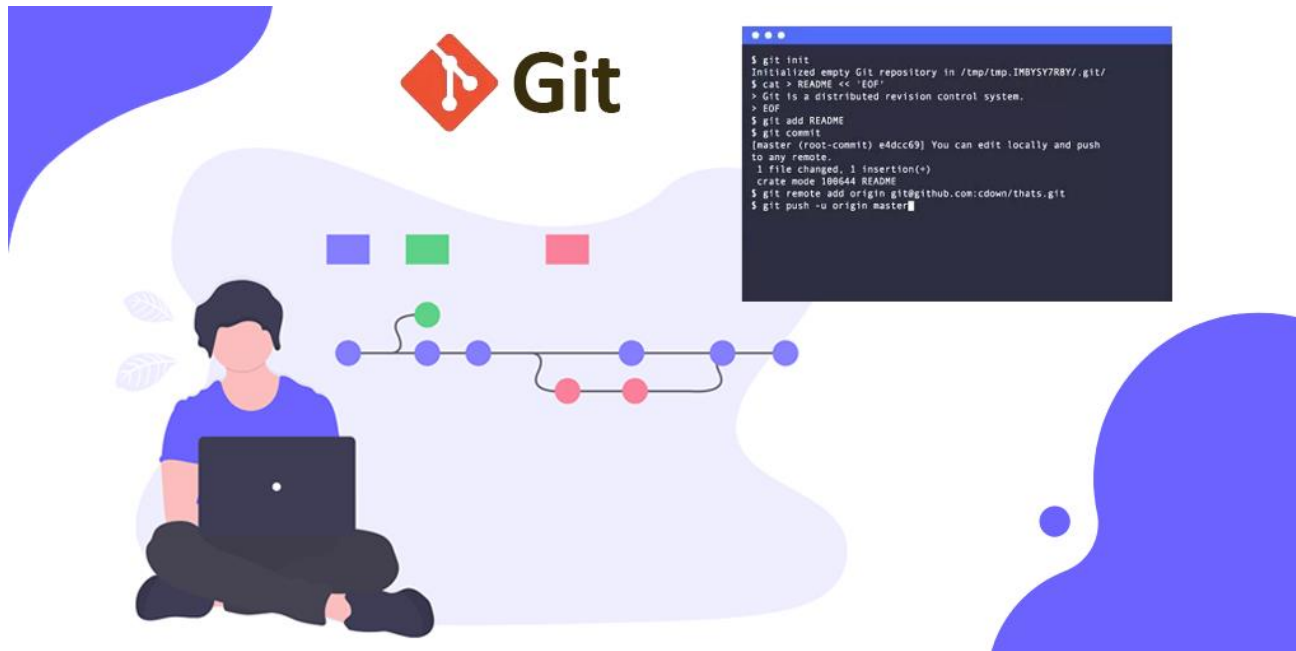 Git
$ git init
Initialized empty Git repository in /tmp/tmp.IMBYSY7R8Y/.git/
$ cat > README << 'EOF'
> Git is a distributed revision control system.
> EOF
$ git add README
$ git commit
[master (root-commit) e4dcc69] You can edit locally and push
to any remote.
1 file changed, 1 insertion(+)
crate mode 100644 README
$ git remote add origin git@github.com:cdown/thats.git
$ git push -u origin master